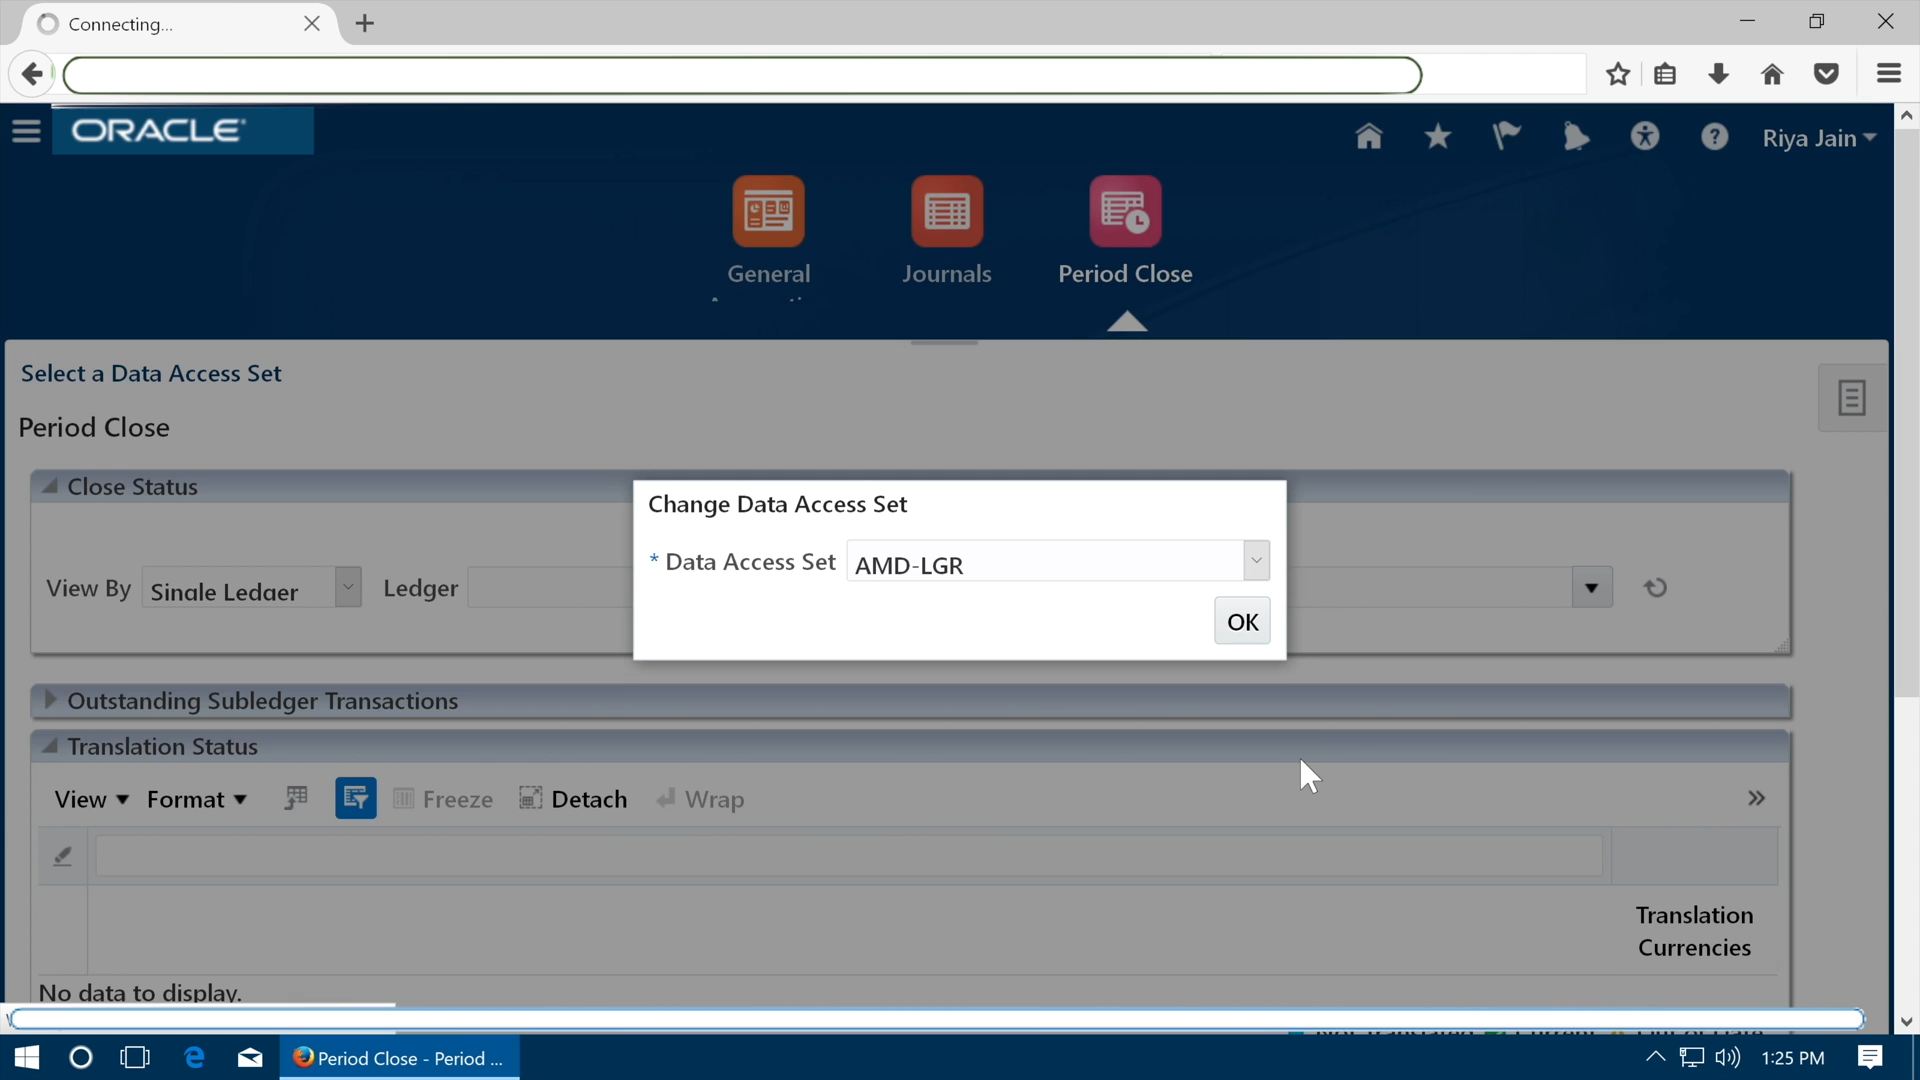 Connecting...
ORACLE
Riya Jain
General
Journals
Period Close
Select a Data Access Set
Period Close
Close Status
Change Data Access Set
* Data Access Set AMD-LGR
View By Single Ledger Ledger
OK
Outstanding Subledger Transactions
Translation Status
View Format Freeze Detach Wrap
Translation
Currencies
No data to display.
Period Close - Period ...
1:25 PM